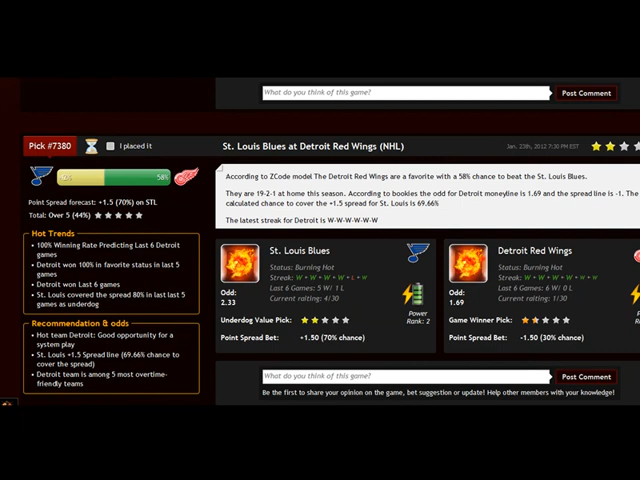 What do you think of this game?
Post Comment
Pick #7380
I placed it
St. Louis Blues at Detroit Red Wings (NHL)
Jan. 23th, 2012 7:30 PM EST
58%
Point Spread forecast: +1.5 (70%) on STL
Total: Over 5 (44%)
According to ZCode model The Detroit Red Wings are a favorite with a 58% chance to beat the St. Louis Blues.
They are 19-2-1 at home this season. According to bookies the odd for Detroit moneyline is 1.69 and the spread line is -1. The
calculated chance to cover the +1.5 spread for St. Louis is 69.66%
The latest streak for Detroit is W-W-W-W-W-W
Hot Trends
100% Winning Rate Predicting Last 6 Detroit
games
Detroit won 100% in favorite status in last 5
games
Detroit won Last 6 games
St. Louis covered the spread 80% in last last 5
games as underdog
Recommendation & odds
Hot team Detroit: Good opportunity for a
system play
St. Louis +1.5 Spread line (69.66% chance to
cover the spread)
Detroit team is among 5 most overtime-
friendly teams
St. Louis Blues
Status: Burning Hot
Streak: W + W + W + W + L + W
Last 6 Games: 5 W/ 1 L
Current raiting: 4/30
Odd:
2.33
Power
Rank: 2
Underdog Value Pick:
Point Spread Bet: +1.50 (70% chance)
Detroit Red Wings
Status: Burning Hot
Streak: W + W + W + W + W + W
Last 6 Games: 6 W/ 0 L
Current raiting: 1/30
Odd:
1.69
Game Winner Pick:
Point Spread Bet: -1.50 (30% chance)
What do you think of this game?
Post Comment
Be the first to share your opinion on the game, bet suggestion or update! Help other members with your knowledge!